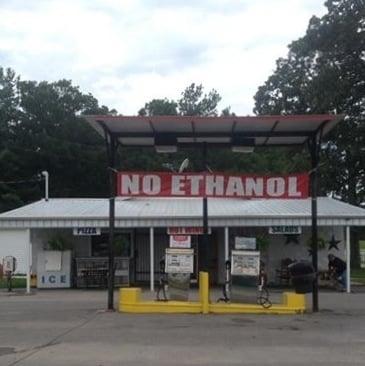 NO ETHANOL
PIZZA
HOT WINGS
SALADS
ICE